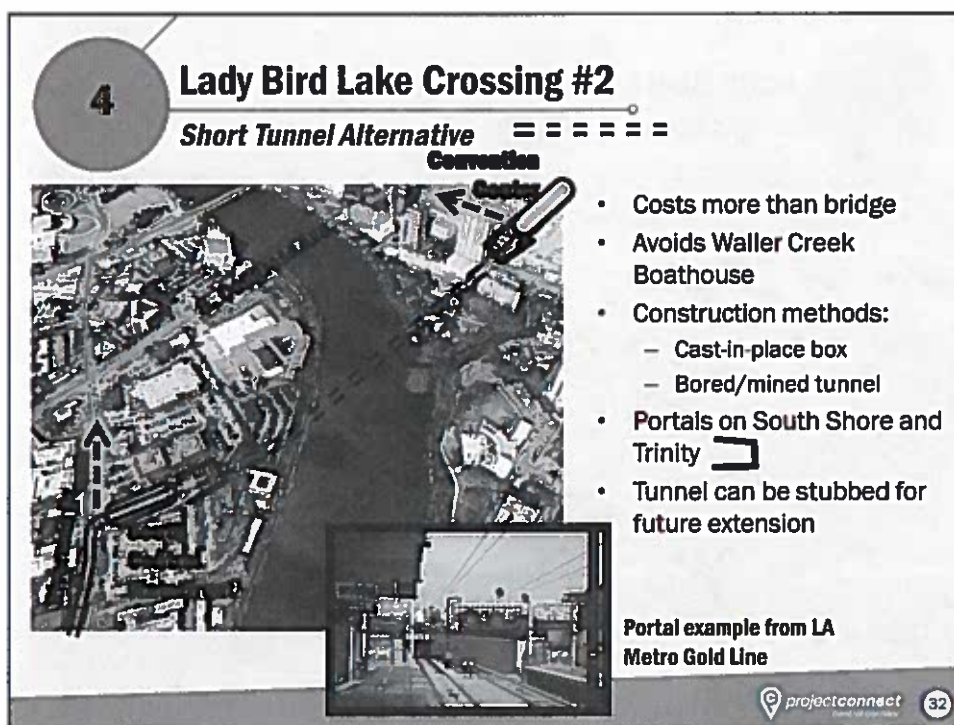 4
Lady Bird Lake Crossing #2
Short Tunnel Alternative
Convention
Center
• Costs more than bridge
• Avoids Waller Creek
Boathouse
• Construction methods:
– Cast-in-place box
– Bored/mined tunnel
• Portals on South Shore and
Trinity
• Tunnel can be stubbed for
future extension
Portal example from LA
Metro Gold Line
projectconnect
32